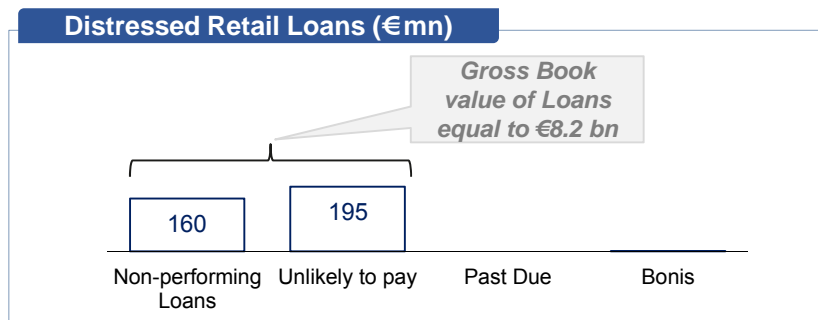 Distressed Retail Loans (€mn)
Gross Book
value of Loans
equal to €8.2 bn
160
195
Non-performing
Loans
Unlikely to pay
Past Due
Bonis